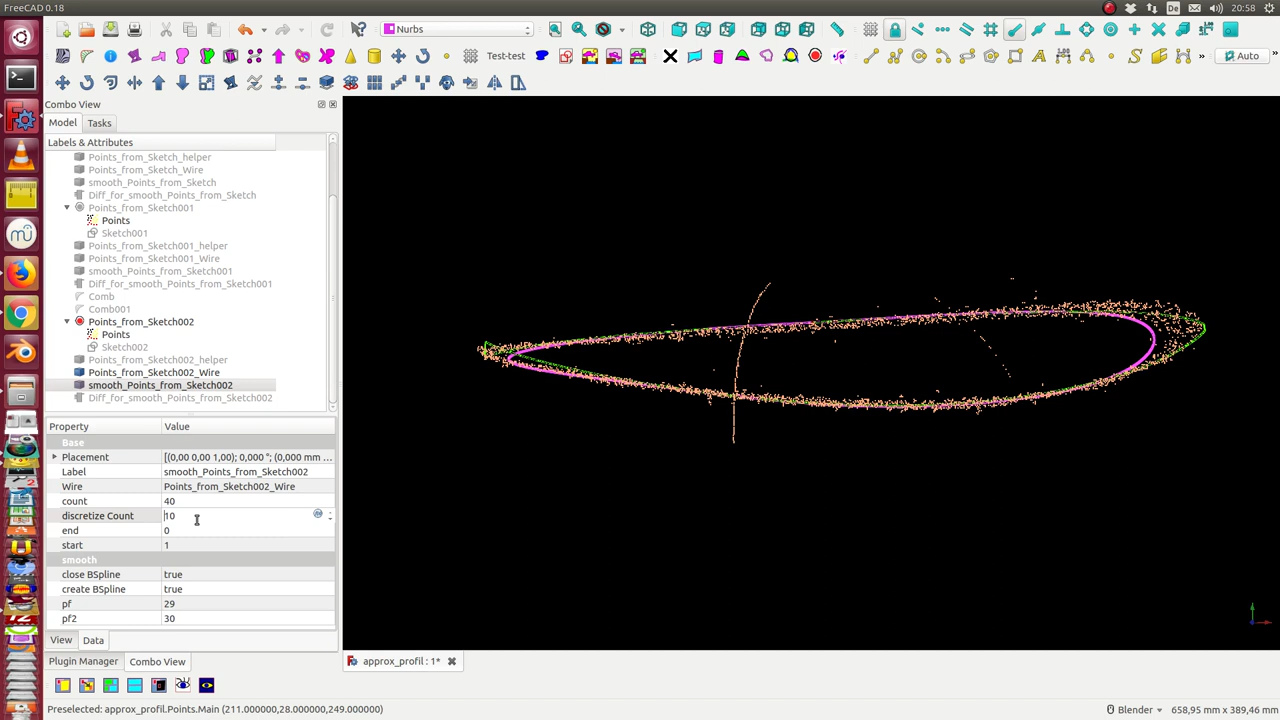 FreeCAD 0.18
De
20:58
Nurbs
Test-test
Auto
Combo View
Model
Tasks
Labels & Attributes
Points_from_Sketch_helper
Points_from_Sketch_Wire
smooth_Points_from_Sketch
Diff_for_smooth_Points_from_Sketch
Points_from_Sketch001
Points
Sketch001
Points_from_Sketch001_helper
Points_from_Sketch001_Wire
smooth_Points_from_Sketch001
Diff_for_smooth_Points_from_Sketch001
Comb
Comb001
Points_from_Sketch002
Points
Sketch002
Points_from_Sketch002_helper
Points_from_Sketch002_Wire
smooth_Points_from_Sketch002
Diff_for_smooth_Points_from_Sketch002
Property Value
Base
Placement [(0,00 0,00 1,00); 0,000 °; (0,000 mm ...
Label smooth_Points_from_Sketch002
Wire Points_from_Sketch002_Wire
count 40
discretize Count 10
end 0
start 1
smooth
close BSpline true
create BSpline true
pf 29
pf2 30
View Data
Plugin Manager Combo View
approx_profil : 1*
Preselected: approx_profil.Points.Main (211.000000,28.000000,249.000000)
Blender
658,95 mm x 389,46 mm